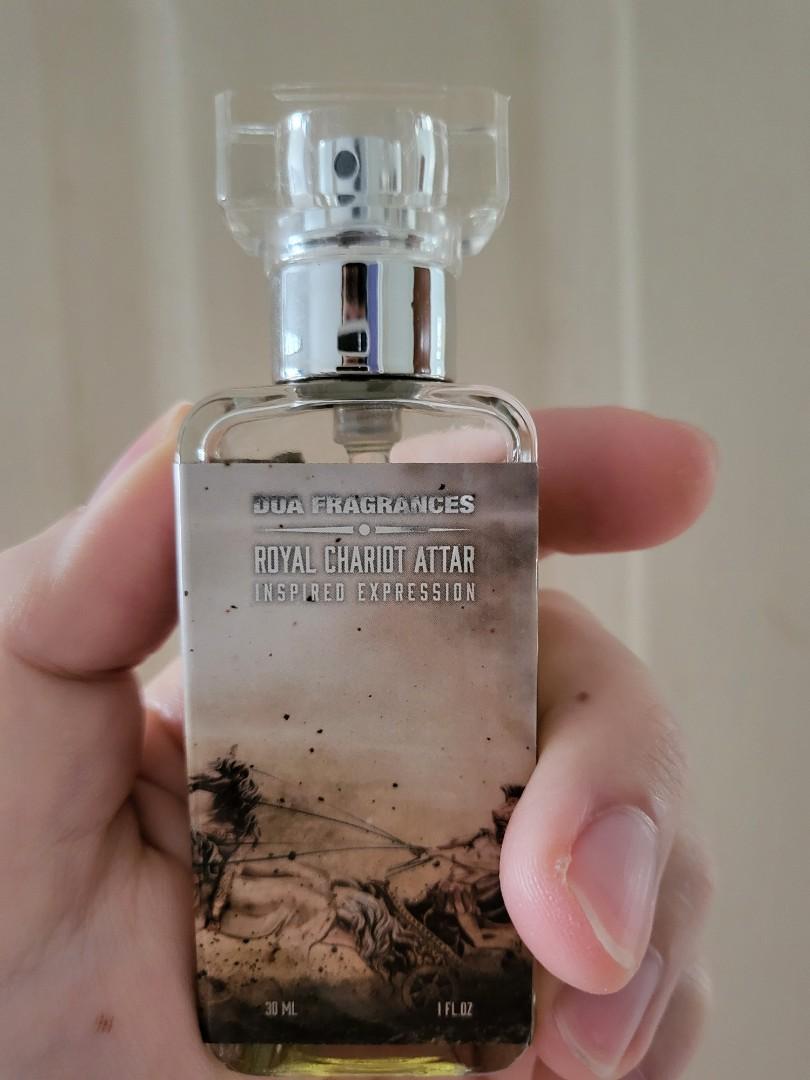 DUA FRAGRANCES
ROYAL CHARIOT ATTAR
INSPIRED EXPRESSION
30 ML
1 FL.OZ